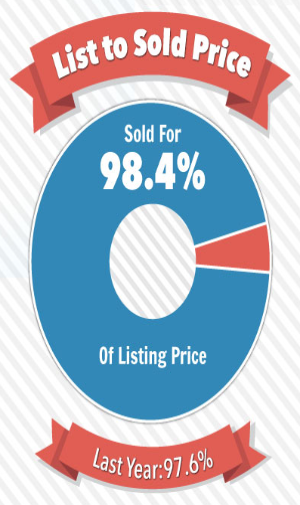 List to Sold Price
Sold For
98.4%
Of Listing Price
Last Year:97.6%